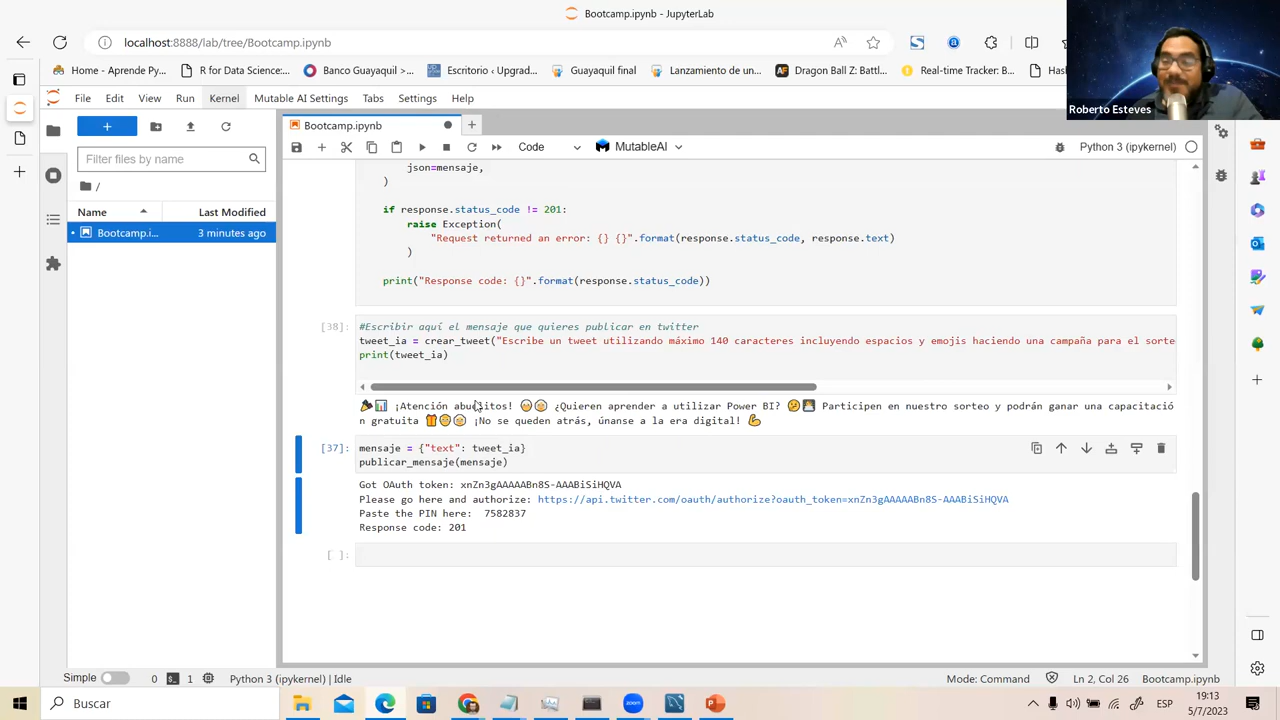 Bootcamp.ipynb - JupyterLab
localhost:8888/lab/tree/Bootcamp.ipynb
Home - Aprende Py...
R for Data Science:...
Banco Guayaquil >...
Escritorio ‹ Upgrad...
Guayaquil final
Lanzamiento de un...
Dragon Ball Z: Battl...
Real-time Tracker: B...
Hash
Roberto Esteves
File Edit View Run Kernel Mutable AI Settings Tabs Settings Help
Bootcamp.ipynb
Filter files by name
Code
MutableAI
Python 3 (ipykernel)
/
Name Last Modified
Bootcamp.i... 3 minutes ago
json=mensaje,
)
if response.status_code != 201:
raise Exception(
"Request returned an error: {} {}".format(response.status_code, response.text)
)
print("Response code: {}".format(response.status_code))
[38]: #Escribir aquí el mensaje que quieres publicar en twitter
tweet_ia = crear_tweet("Escribe un tweet utilizando máximo 140 caracteres incluyendo espacios y emojis haciendo una campaña para el sorte
print(tweet_ia)
🎉📊 ¡Atención abuelitos! 👴👵 ¿Quieren aprender a utilizar Power BI? 🤔👨‍💻 Participen en nuestro sorteo y podrán ganar una capacitació
n gratuita 🎁👴👵 ¡No se queden atrás, únanse a la era digital! 💪
[37]: mensaje = {"text": tweet_ia}
publicar_mensaje(mensaje)
Got OAuth token: xnZn3gAAAAABn8S-AAABiSiHQVA
Please go here and authorize: https://api.twitter.com/oauth/authorize?oauth_token=xnZn3gAAAAABn8S-AAABiSiHQVA
Paste the PIN here: 7582837
Response code: 201
[ ]:
Simple 0 1 Python 3 (ipykernel) | Idle
Mode: Command Ln 2, Col 26 Bootcamp.ipynb
Buscar
ESP
19:13
5/7/2023